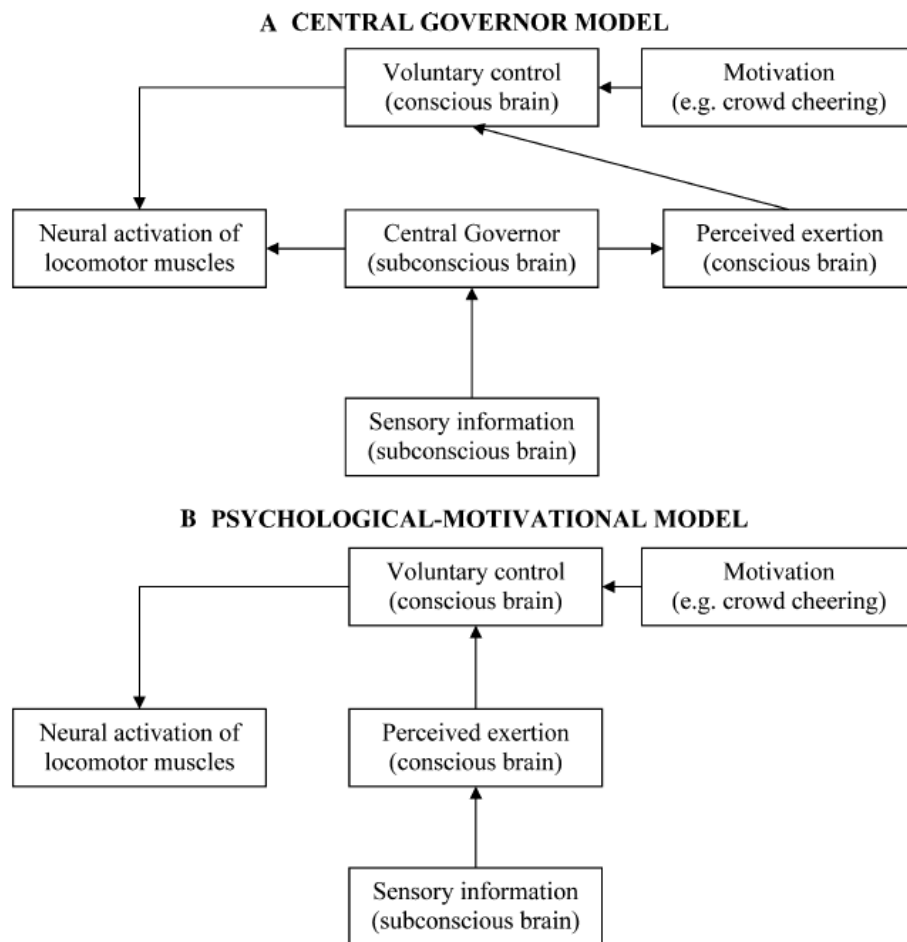 A CENTRAL GOVERNOR MODEL
Voluntary control
(conscious brain)
Motivation
(e.g. crowd cheering)
Neural activation of
locomotor muscles
Central Governor
(subconscious brain)
Perceived exertion
(conscious brain)
Sensory information
(subconscious brain)
B PSYCHOLOGICAL-MOTIVATIONAL MODEL
Voluntary control
(conscious brain)
Motivation
(e.g. crowd cheering)
Neural activation of
locomotor muscles
Perceived exertion
(conscious brain)
Sensory information
(subconscious brain)